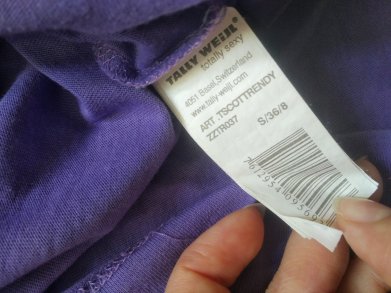 TALLY WEiJL
totally sexy
4051 Basel, Switzerland
www.tally-weijl.com
ART. TSCOTTRENDY
ZZTR037
S/36/8